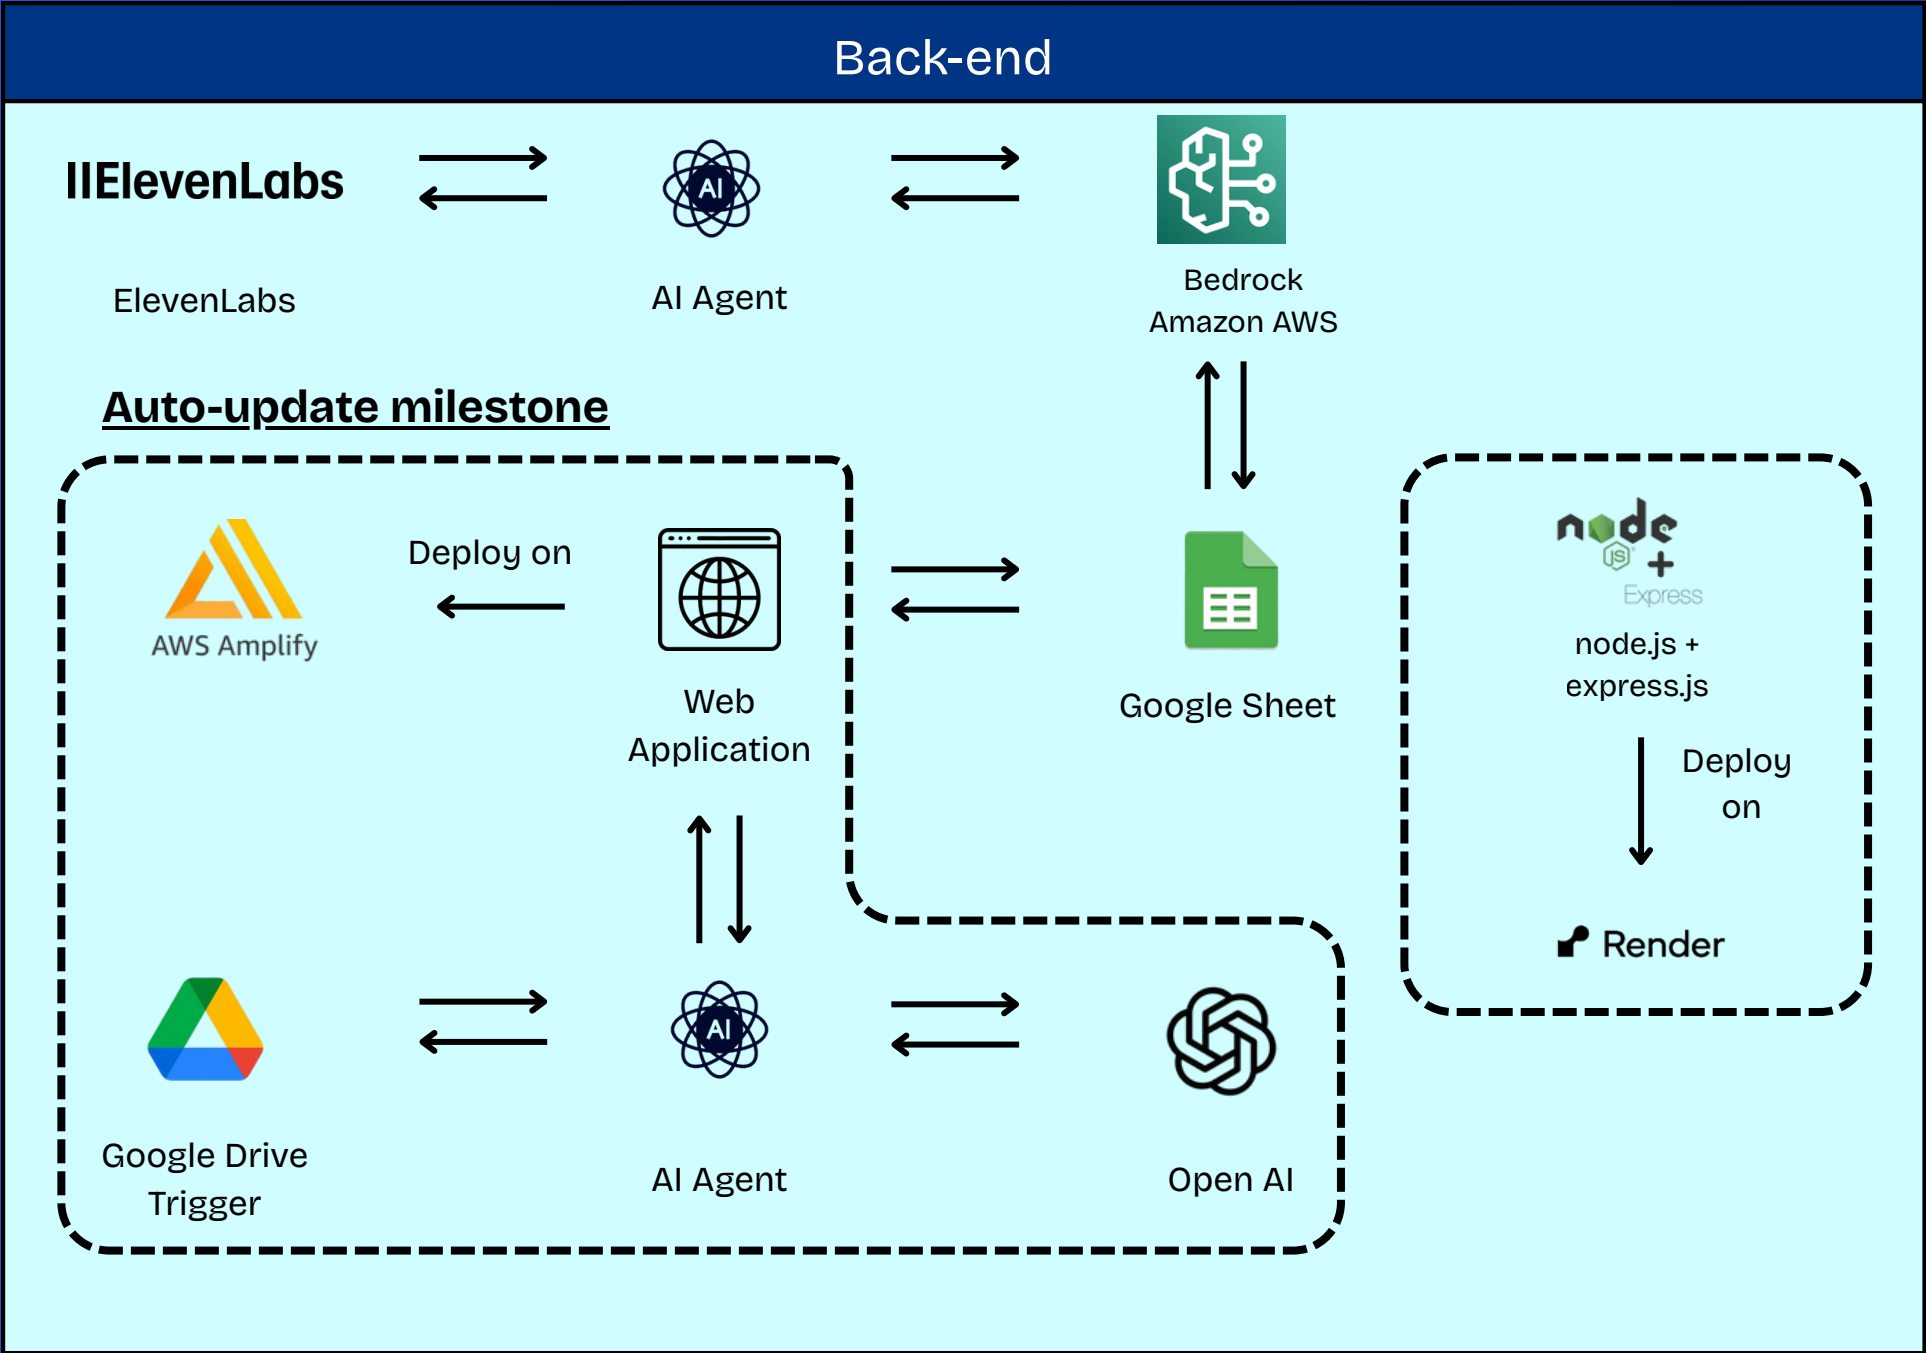 Back-end
IIElevenLabs
AI
ElevenLabs
AI Agent
Bedrock
Amazon AWS
Auto-update milestone
AWS Amplify
Deploy on
Web
Application
Google Sheet
node
JS
+
Express
node.js +
express.js
Deploy
on
Render
Google Drive
Trigger
AI
AI Agent
Open AI